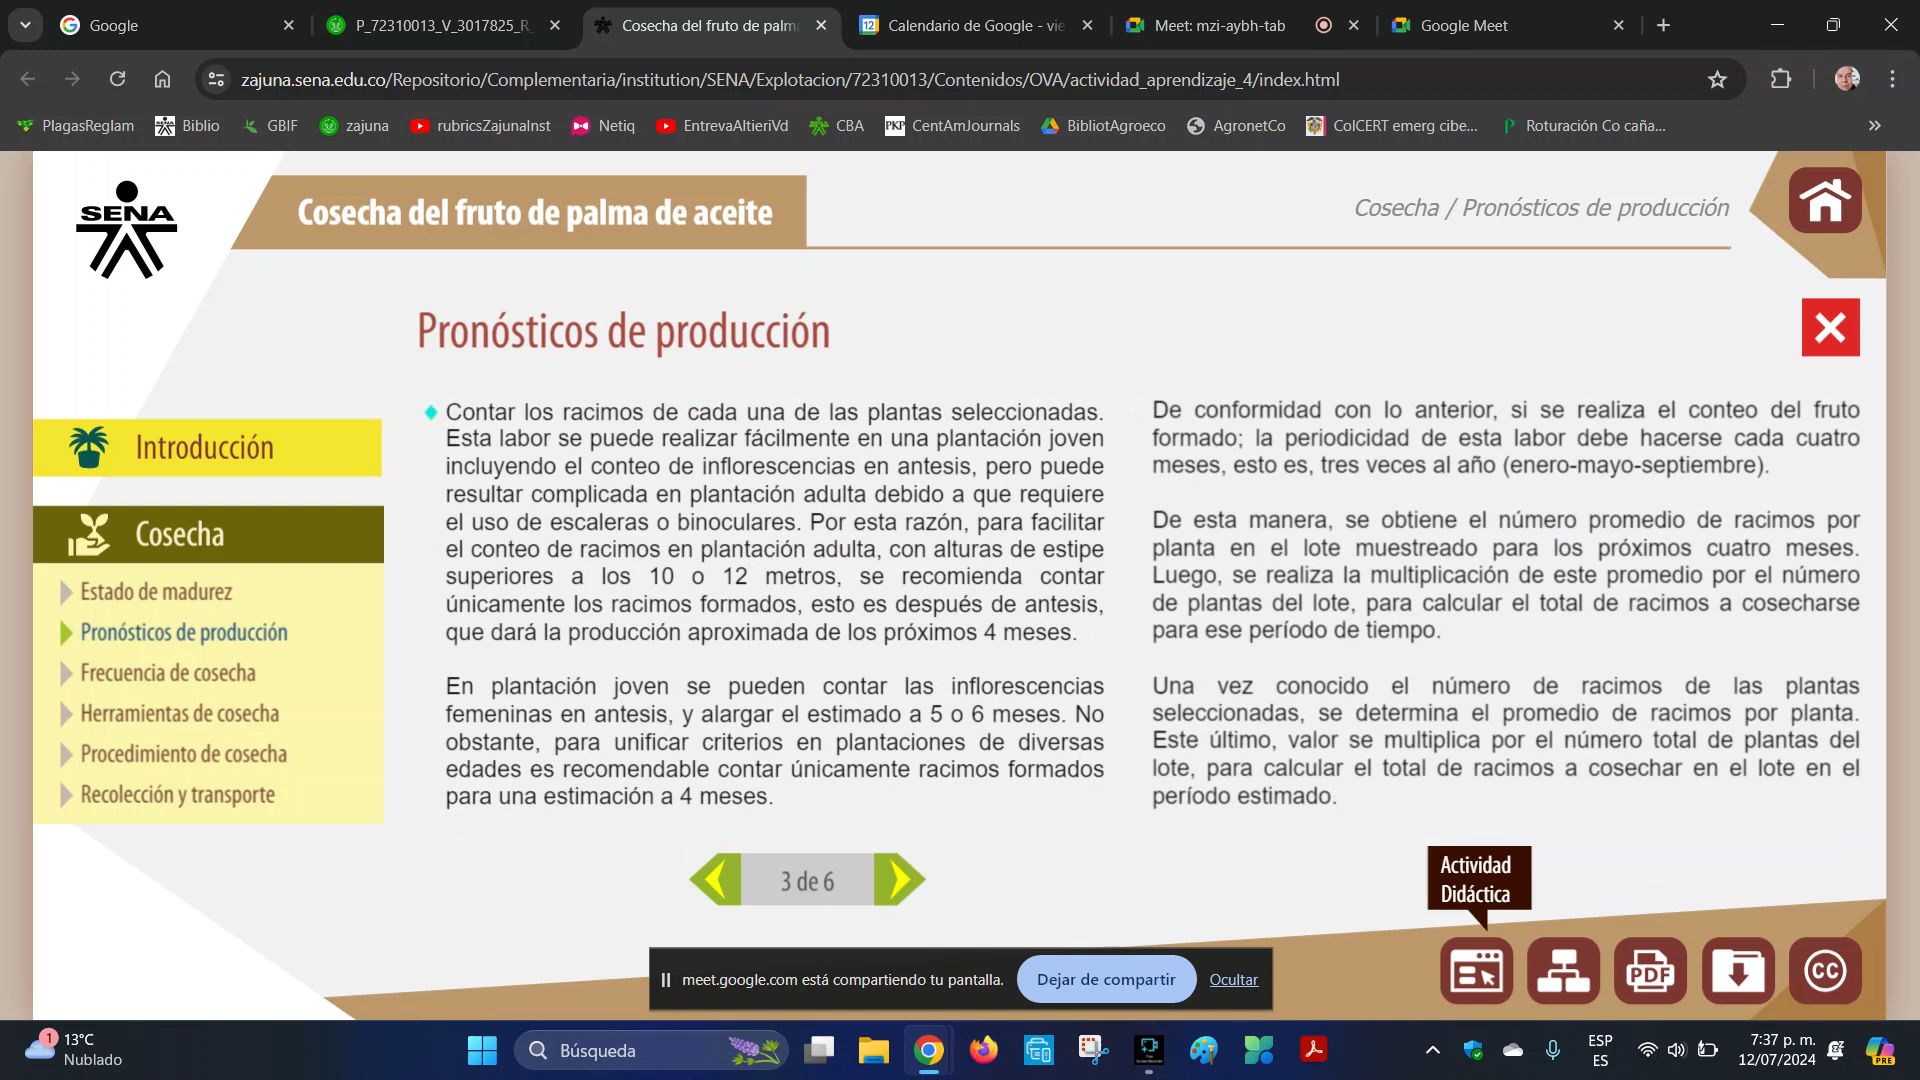 Google
P_72310013_V_3017825_R_
Cosecha del fruto de palma
Calendario de Google - vie
Meet: mzi-aybh-tab
Google Meet
zajuna.sena.edu.co/Repositorio/Complementaria/institution/SENA/Explotacion/72310013/Contenidos/OVA/actividad_aprendizaje_4/index.html
PlagasReglam
Biblio
GBIF
zajuna
rubricsZajunaInst
Netiq
EntrevaAltieriVd
CBA
CentAmJournals
BibliotAgroeco
AgronetCo
ColCERT emerg cibe...
Roturación Co caña...
SENA
Cosecha del fruto de palma de aceite
Cosecha / Pronósticos de producción
Pronósticos de producción
Introducción
Cosecha
Estado de madurez
Pronósticos de producción
Frecuencia de cosecha
Herramientas de cosecha
Procedimiento de cosecha
Recolección y transporte
Contar los racimos de cada una de las plantas seleccionadas.
Esta labor se puede realizar fácilmente en una plantación joven
incluyendo el conteo de inflorescencias en antesis, pero puede
resultar complicada en plantación adulta debido a que requiere
el uso de escaleras o binoculares. Por esta razón, para facilitar
el conteo de racimos en plantación adulta, con alturas de estipe
superiores a los 10 o 12 metros, se recomienda contar
únicamente los racimos formados, esto es después de antesis,
que dará la producción aproximada de los próximos 4 meses.
En plantación joven se pueden contar las inflorescencias
femeninas en antesis, y alargar el estimado a 5 o 6 meses. No
obstante, para unificar criterios en plantaciones de diversas
edades es recomendable contar únicamente racimos formados
para una estimación a 4 meses.
De conformidad con lo anterior, si se realiza el conteo del fruto
formado; la periodicidad de esta labor debe hacerse cada cuatro
meses, esto es, tres veces al año (enero-mayo-septiembre).
De esta manera, se obtiene el número promedio de racimos por
planta en el lote muestreado para los próximos cuatro meses.
Luego, se realiza la multiplicación de este promedio por el número
de plantas del lote, para calcular el total de racimos a cosecharse
para ese período de tiempo.
Una vez conocido el número de racimos de las plantas
seleccionadas, se determina el promedio de racimos por planta.
Este último, valor se multiplica por el número total de plantas del
lote, para calcular el total de racimos a cosechar en el lote en el
período estimado.
3 de 6
Actividad
Didáctica
PDF
CC
meet.google.com está compartiendo tu pantalla.
Dejar de compartir
Ocultar
1
13°C
Nublado
Búsqueda
ESP
ES
7:37 p. m.
12/07/2024
PRE